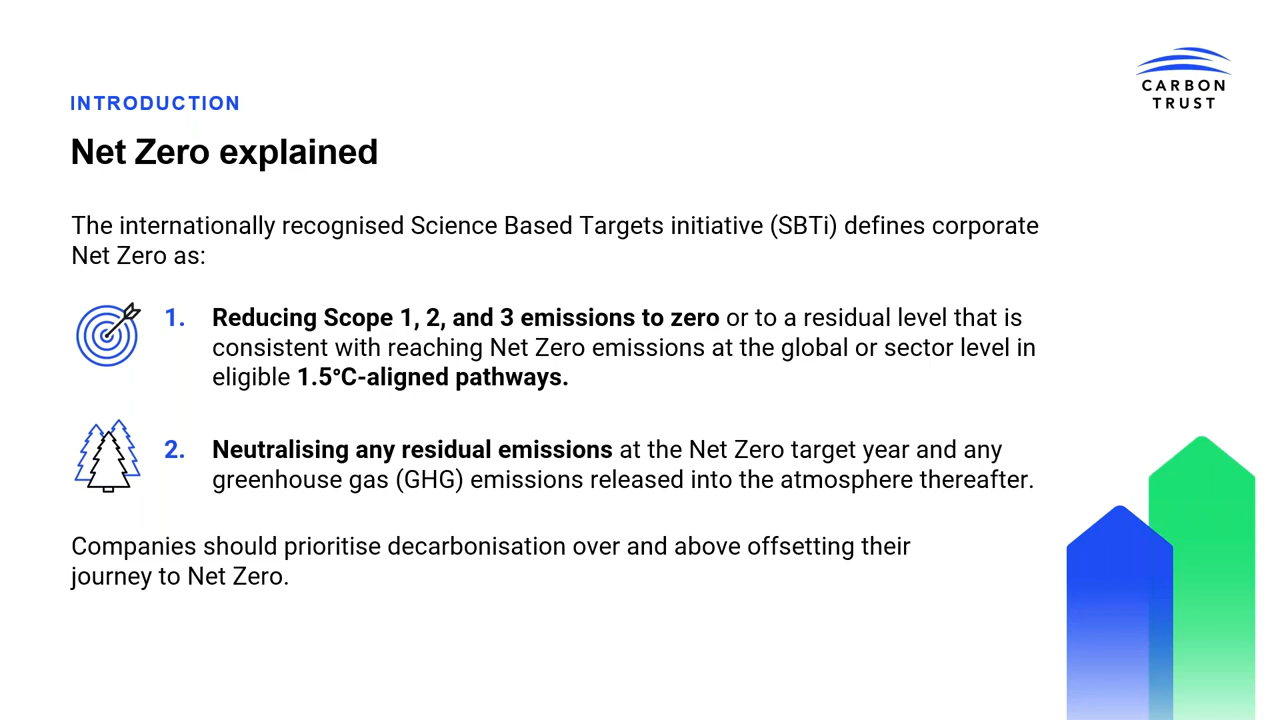 CARBON
TRUST
INTRODUCTION
Net Zero explained
The internationally recognised Science Based Targets initiative (SBTi) defines corporate
Net Zero as:
1. Reducing Scope 1, 2, and 3 emissions to zero or to a residual level that is
consistent with reaching Net Zero emissions at the global or sector level in
eligible 1.5°C-aligned pathways.
2. Neutralising any residual emissions at the Net Zero target year and any
greenhouse gas (GHG) emissions released into the atmosphere thereafter.
Companies should prioritise decarbonisation over and above offsetting their
journey to Net Zero.